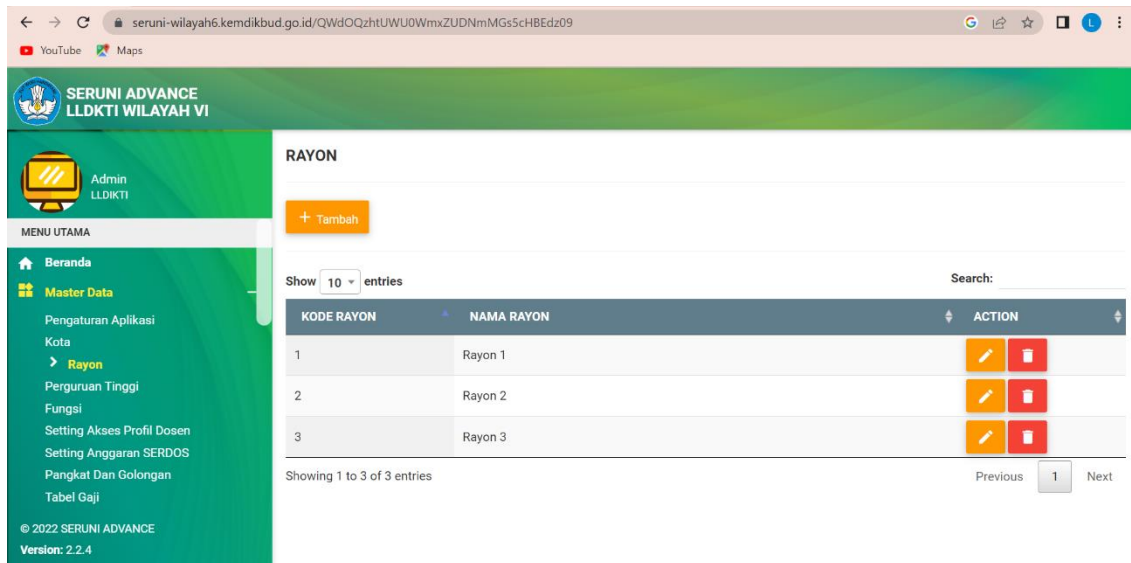 seruni-wilayah6.kemdikbud.go.id/QWdOQzhtUWU0WmxZUDNmMGs5cHBEdz09
YouTube Maps
SERUNI ADVANCE
LLDKTI WILAYAH VI
Admin
LLDIKTI
MENU UTAMA
Beranda
Master Data
Pengaturan Aplikasi
Kota
Rayon
Perguruan Tinggi
Fungsi
Setting Akses Profil Dosen
Setting Anggaran SERDOS
Pangkat Dan Golongan
Tabel Gaji
© 2022 SERUNI ADVANCE
Version: 2.2.4
RAYON
+ Tambah
Show 10 entries Search:
KODE RAYON NAMA RAYON ACTION
1 Rayon 1
2 Rayon 2
3 Rayon 3
Showing 1 to 3 of 3 entries Previous 1 Next
L